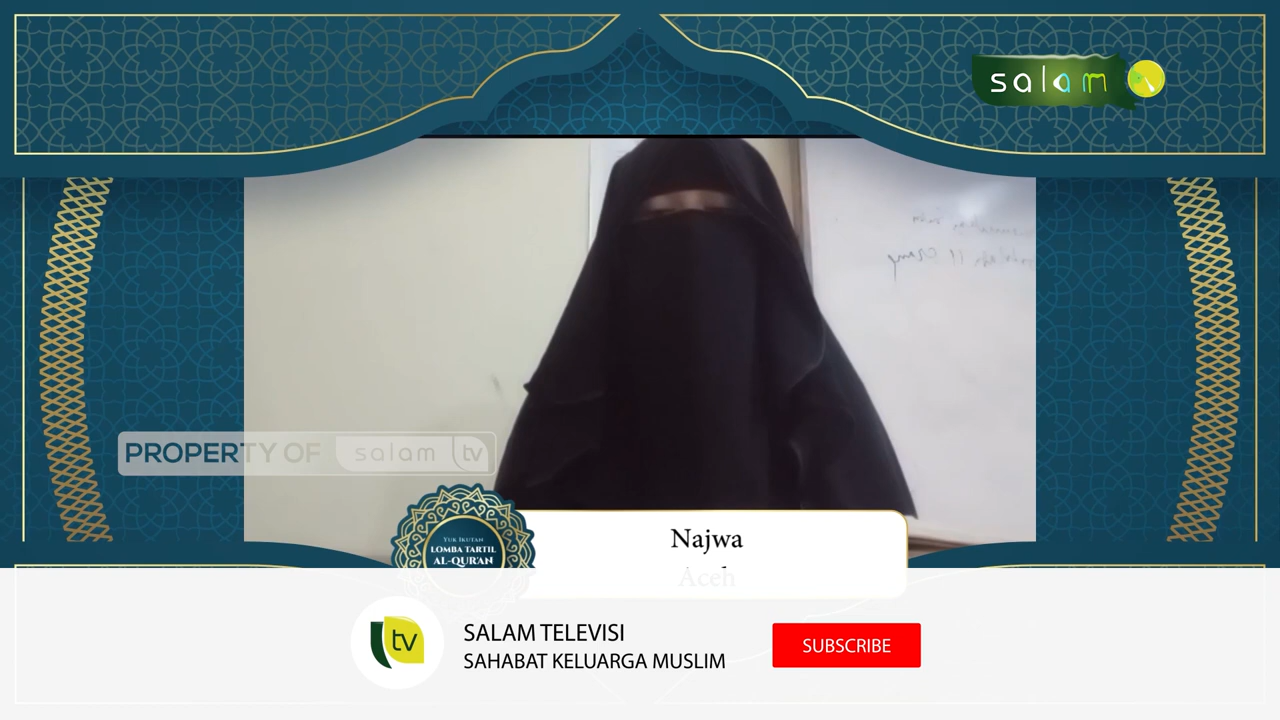 salam
PROPERTY OF salam tv
YUK IKUTAN
LOMBA TARTIL
AL-QUR'AN
Najwa
Aceh
tv
SALAM TELEVISI
SAHABAT KELUARGA MUSLIM
SUBSCRIBE